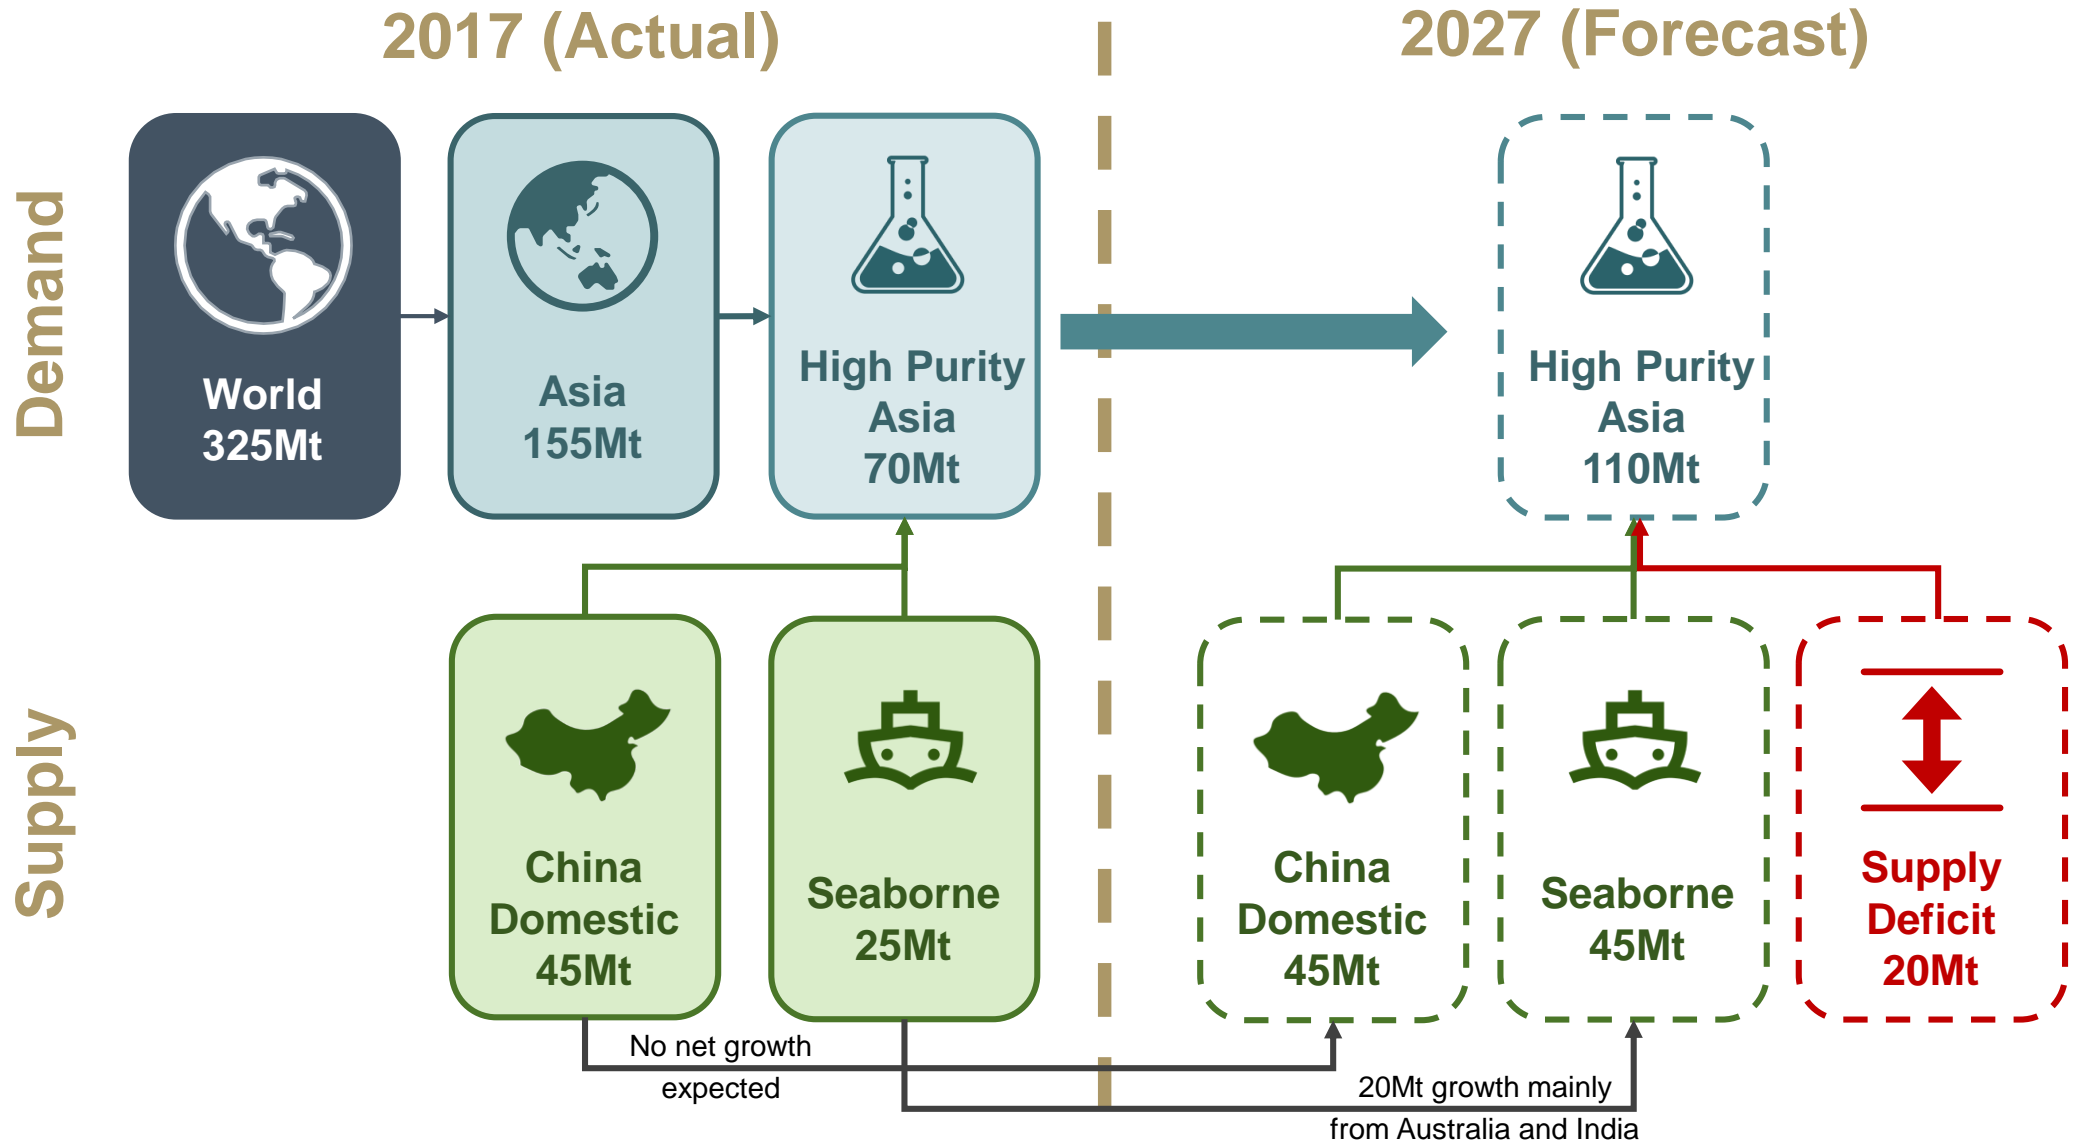 2017 (Actual)
2027 (Forecast)
Demand
World
325Mt
Asia
155Mt
High Purity
Asia
70Mt
High Purity
Asia
110Mt
Supply
China
Domestic
45Mt
Seaborne
25Mt
China
Domestic
45Mt
Seaborne
45Mt
Supply
Deficit
20Mt
No net growth
expected
20Mt growth mainly
from Australia and India